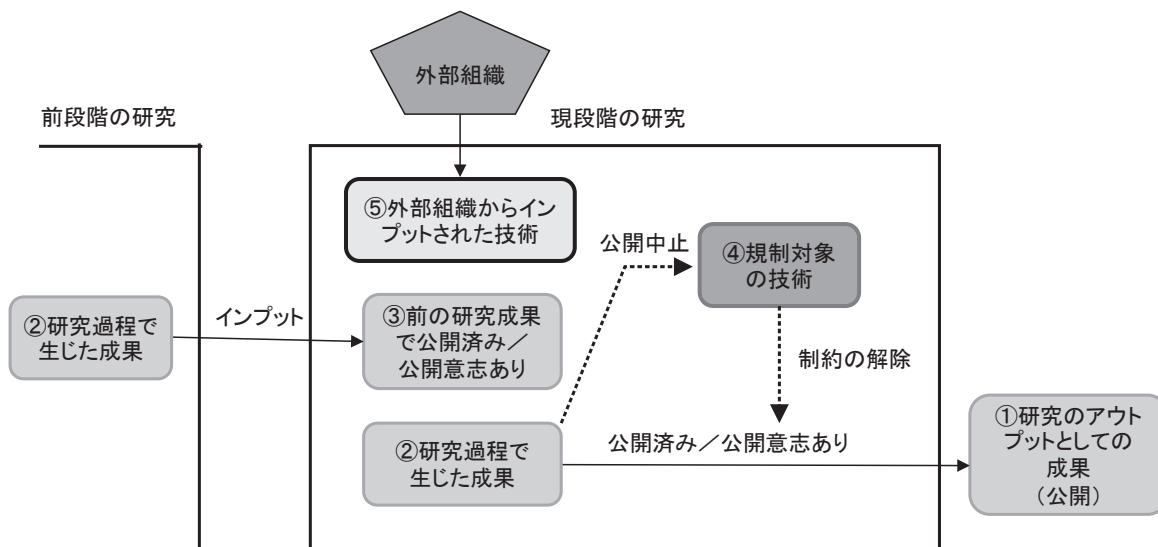 外部組織
前段階の研究
現段階の研究
⑤外部組織からイン
プットされた技術
公開中止
④規制対象
の技術
②研究過程で
生じた成果
インプット
③前の研究成果
で公開済み／
公開意志あり
制約の解除
②研究過程で
生じた成果
公開済み／公開意志あり
①研究のアウト
プットとしての
成果
（公開）